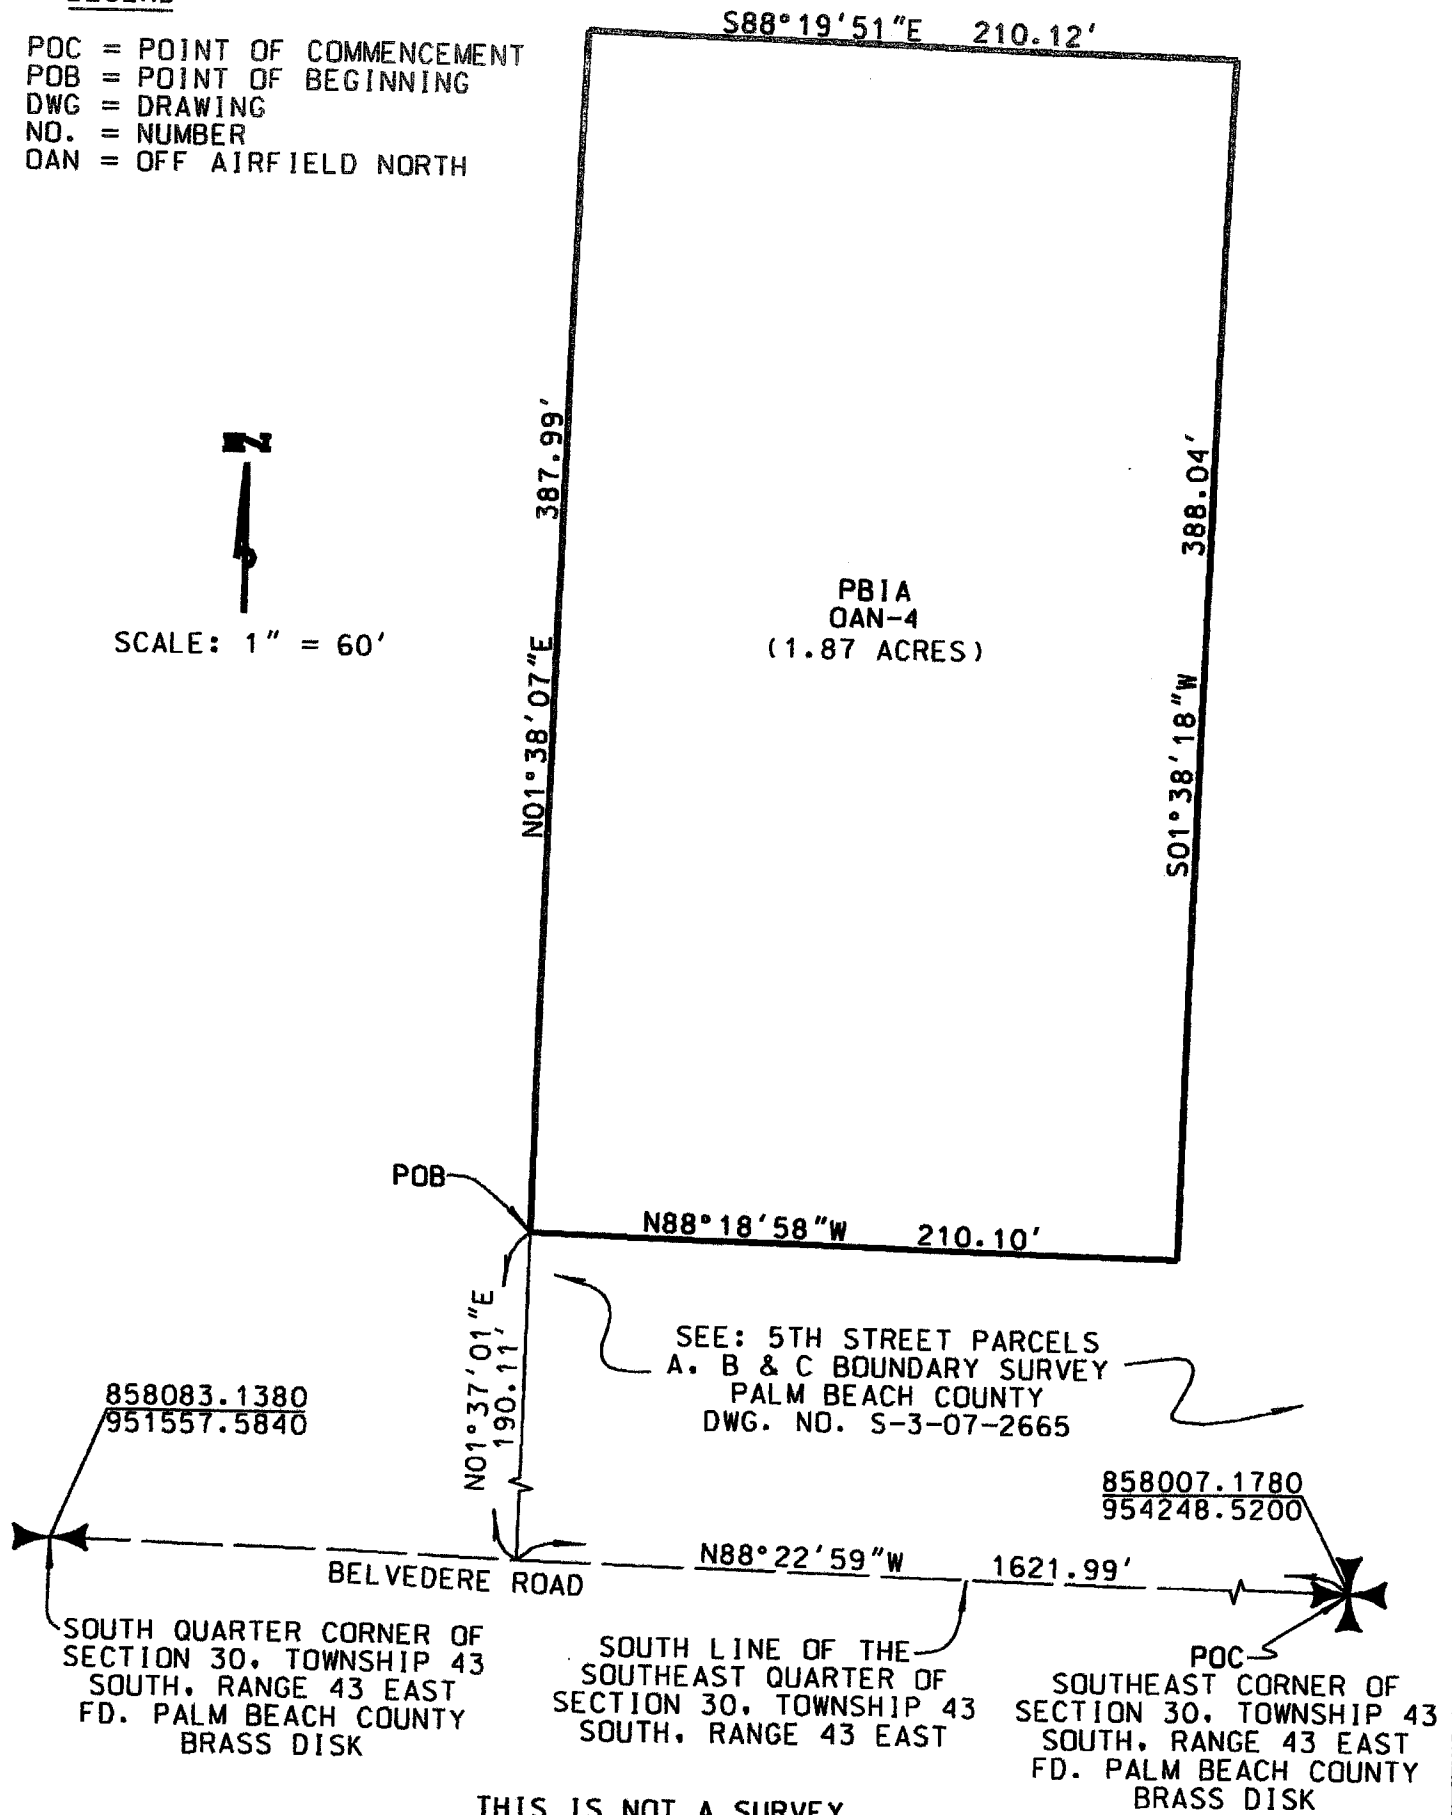 S88°19'51"E 210.12'
POC = POINT OF COMMENCEMENT
POB = POINT OF BEGINNING
DWG = DRAWING
NO. = NUMBER
OAN = OFF AIRFIELD NORTH
N
SCALE: 1" = 60'
387.99'
N01°38'07"E
388.04'
S01°38'18"W
PBIA
OAN-4
(1.87 ACRES)
POB
N88°18'58"W 210.10'
N01°37'01"E
190.11'
SEE: 5TH STREET PARCELS
A. B & C BOUNDARY SURVEY
PALM BEACH COUNTY
DWG. NO. S-3-07-2665
858083.1380
951557.5840
858007.1780
954248.5200
N88°22'59"W 1621.99'
BELVEDERE ROAD
SOUTH QUARTER CORNER OF
SECTION 30. TOWNSHIP 43
SOUTH. RANGE 43 EAST
FD. PALM BEACH COUNTY
BRASS DISK
SOUTH LINE OF THE
SOUTHEAST QUARTER OF
SECTION 30. TOWNSHIP 43
SOUTH. RANGE 43 EAST
POC
SOUTHEAST CORNER OF
SECTION 30. TOWNSHIP 43
SOUTH. RANGE 43 EAST
FD. PALM BEACH COUNTY
BRASS DISK
THIS IS NOT A SURVEY